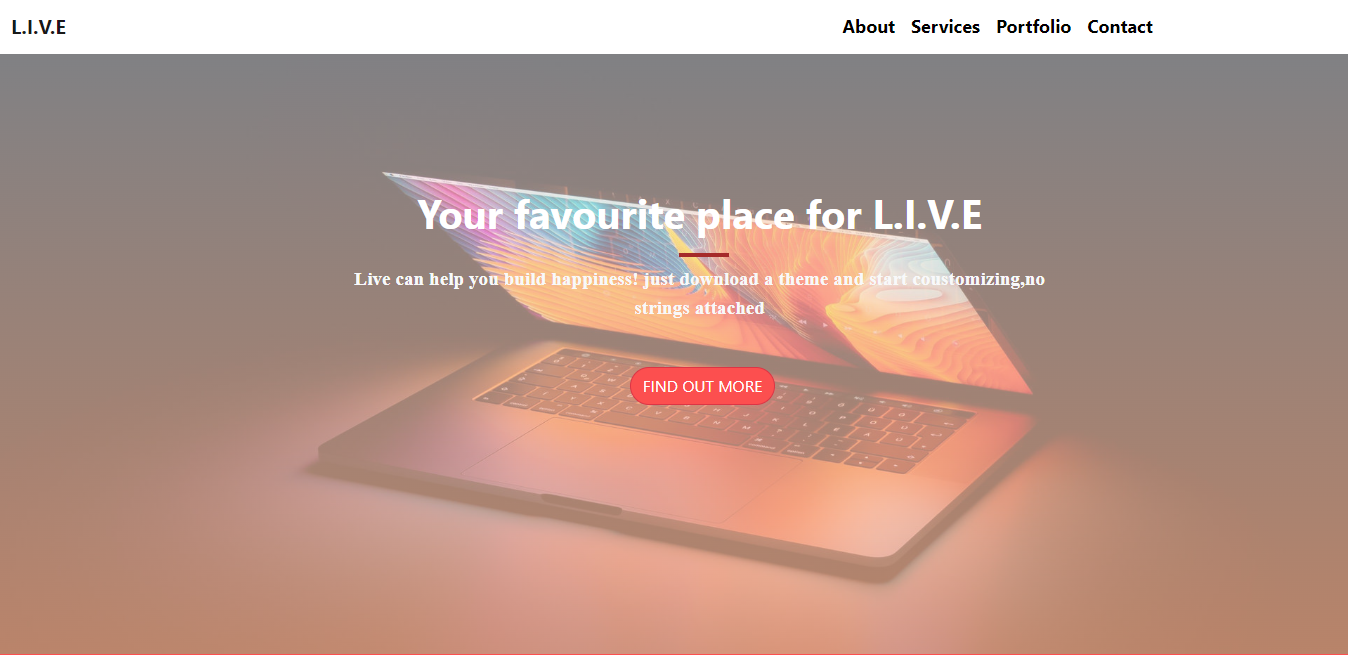 L.I.V.E
About Services Portfolio Contact
Your favourite place for L.I.V.E
Live can help you build happiness! just download a theme and start coustomizing,no
strings attached
FIND OUT MORE